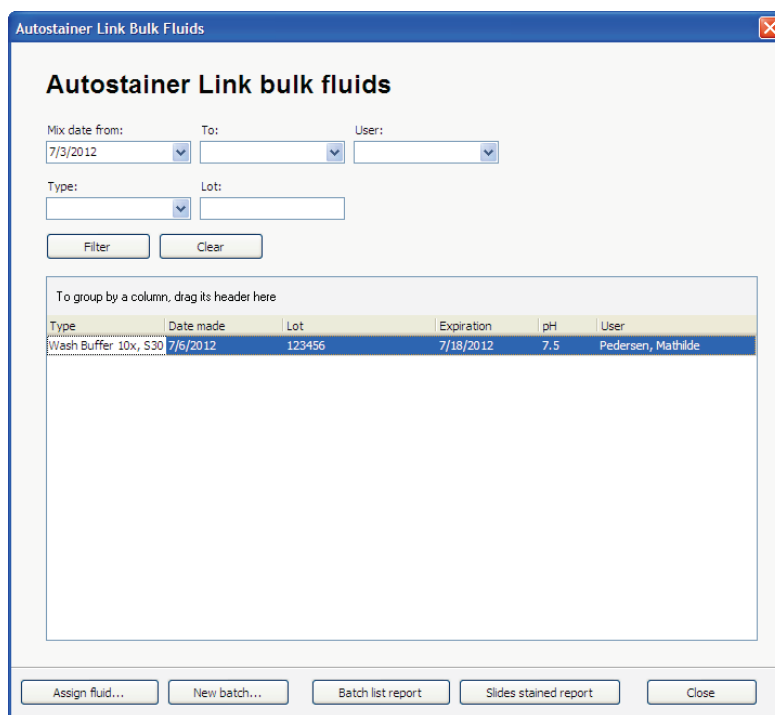 Autostainer Link Bulk Fluids
Autostainer Link bulk fluids
Mix date from: To: User:
7/3/2012
Type: Lot:
Filter Clear
To group by a column, drag its header here
Type Date made Lot Expiration pH User
Wash Buffer 10x, S30 7/6/2012 123456 7/18/2012 7.5 Pedersen, Mathilde
Assign fluid... New batch... Batch list report Slides stained report Close